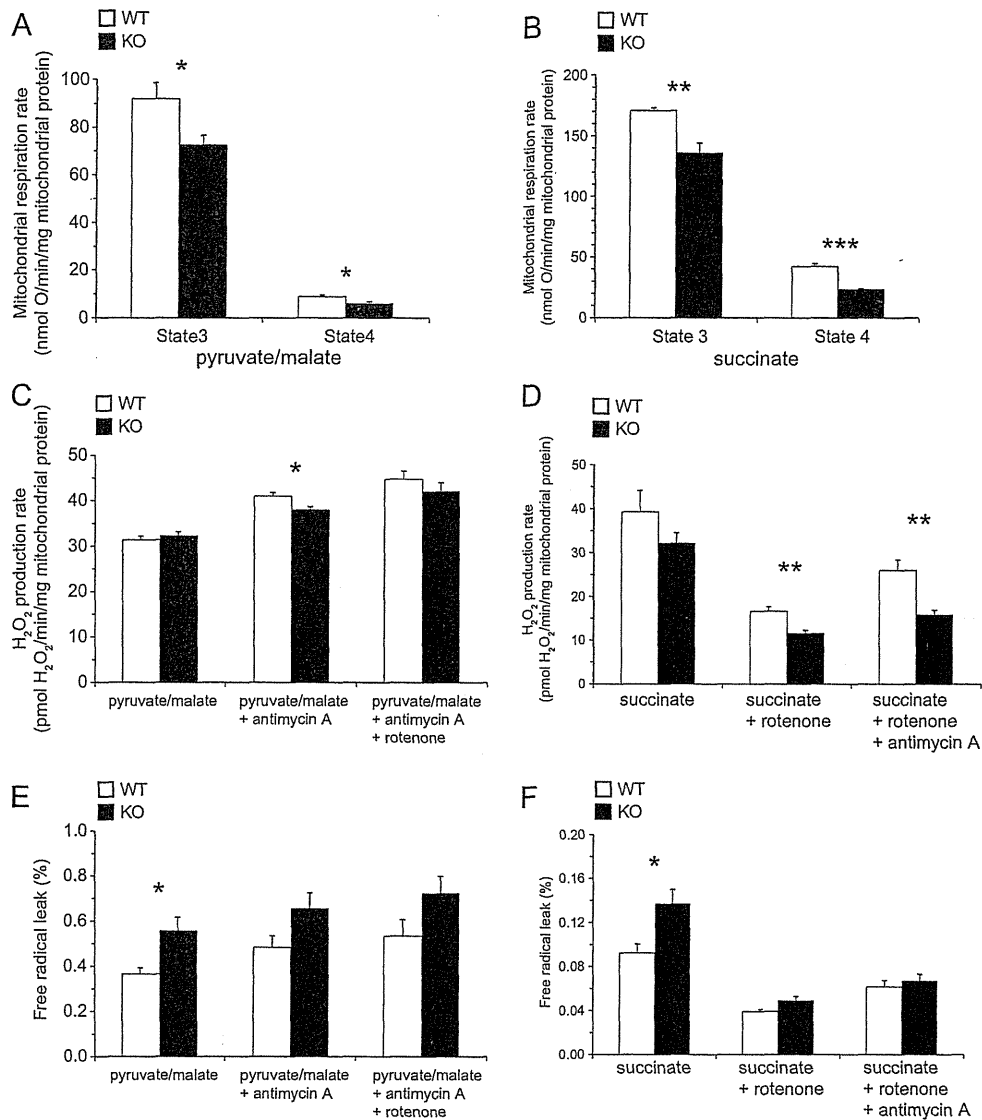 A
WT
KO
Mitochondrial respiration rate
(nmol O/min/mg mitochondrial protein)
100
80
60
40
20
0
*
*
State3
State4
pyruvate/malate
B
WT
KO
Mitochondrial respiration rate
(nmol O/min/mg mitochondrial protein)
200
150
100
50
0
**
***
State 3
State 4
succinate
C
WT
KO
H₂O₂ production rate
(pmol H₂O₂/min/mg mitochondrial protein)
50
40
30
20
10
0
*
pyruvate/malate
pyruvate/malate
+ antimycin A
pyruvate/malate
+ antimycin A
+ rotenone
D
WT
KO
H₂O₂ production rate
(pmol H₂O₂/min/mg mitochondrial protein)
50
40
30
20
10
0
**
**
succinate
succinate
+ rotenone
succinate
+ rotenone
+ antimycin A
E
WT
KO
Free radical leak (%)
1.0
0.8
0.6
0.4
0.2
0.0
*
pyruvate/malate
pyruvate/malate
+ antimycin A
pyruvate/malate
+ antimycin A
+ rotenone
F
WT
KO
Free radical leak (%)
0.20
0.16
0.12
0.08
0.04
0.00
*
succinate
succinate
+ rotenone
succinate
+ rotenone
+ antimycin A